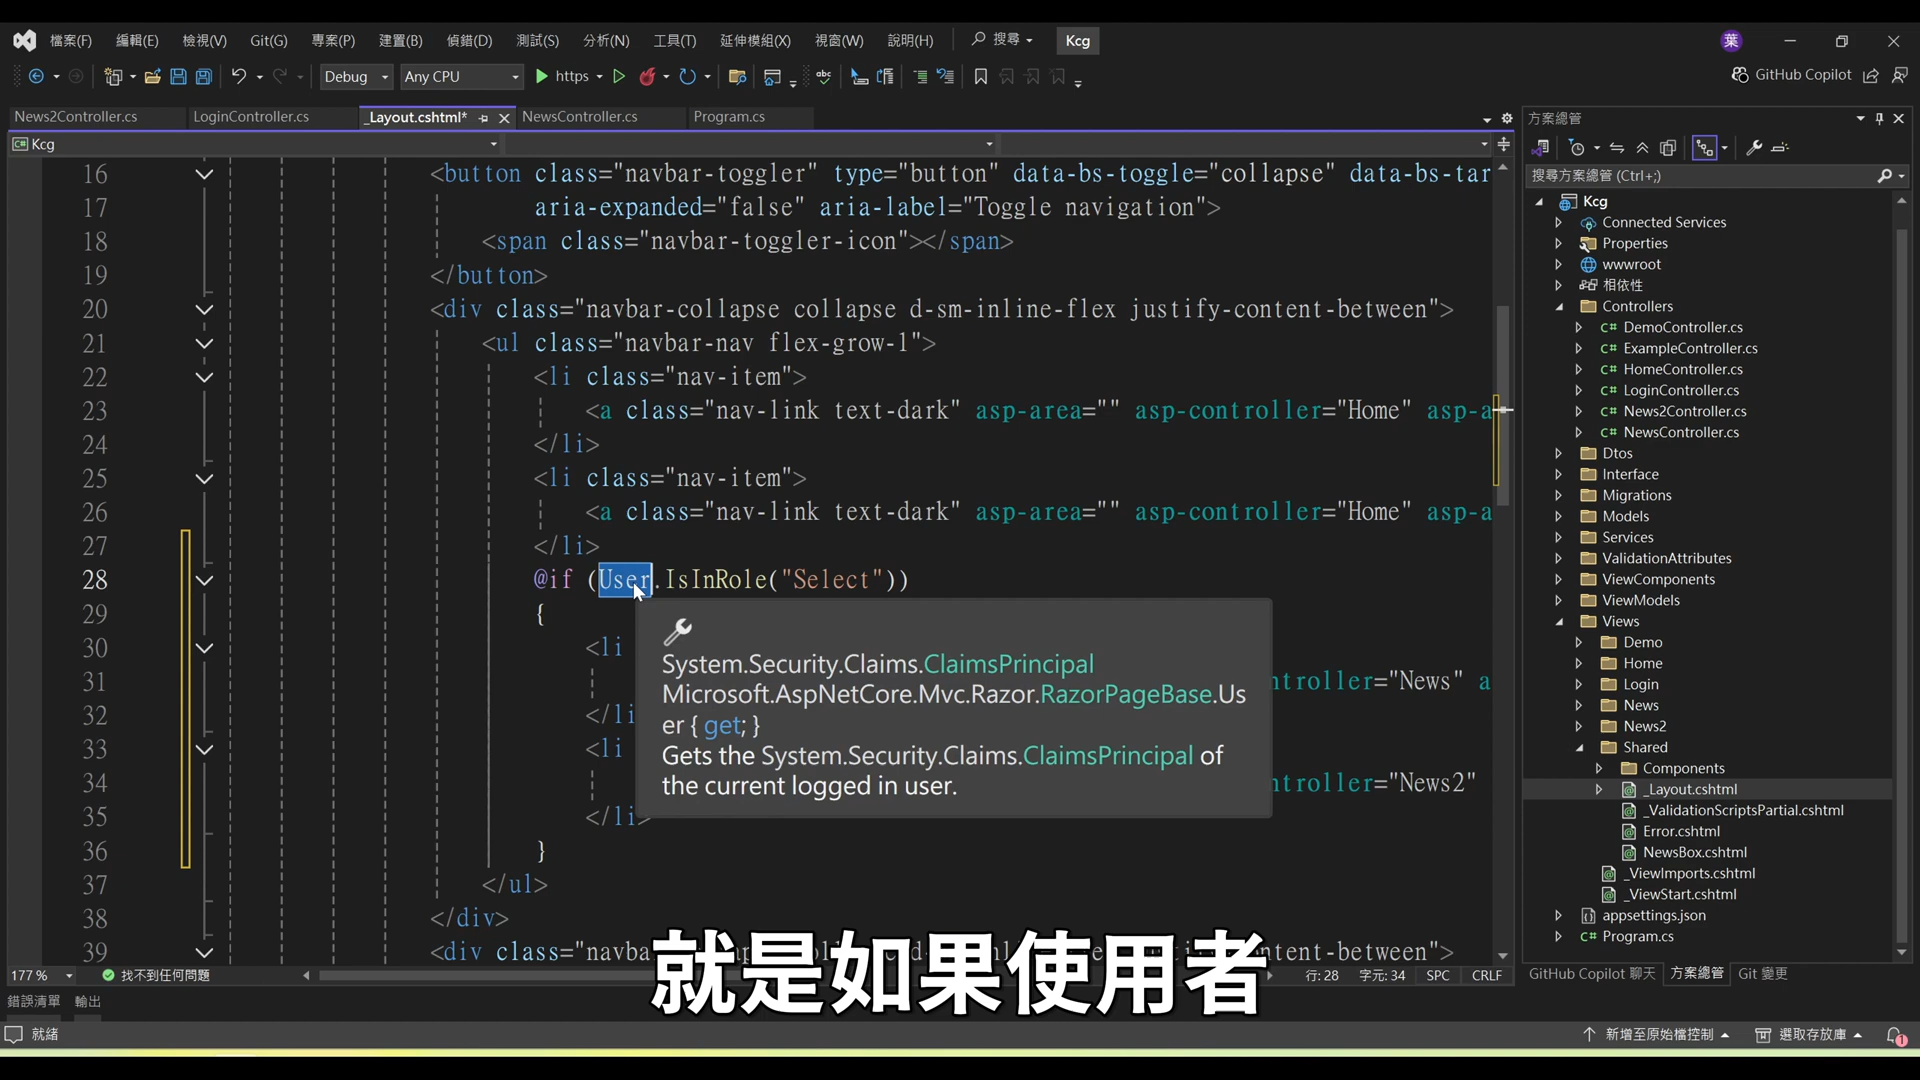 檔案(F) 編輯(E) 檢視(V) Git(G) 專案(P) 建置(B) 偵錯(D) 測試(S) 分析(N) 工具(T) 延伸模組(X) 視窗(W) 說明(H) 搜尋 Kcg 葉
Debug Any CPU https GitHub Copilot
News2Controller.cs LoginController.cs _Layout.cshtml* NewsController.cs Program.cs
Kcg
16 <button class="navbar-toggler" type="button" data-bs-toggle="collapse" data-bs-tar
17 aria-expanded="false" aria-label="Toggle navigation">
18 <span class="navbar-toggler-icon"></span>
19 </button>
20 <div class="navbar-collapse collapse d-sm-inline-flex justify-content-between">
21 <ul class="navbar-nav flex-grow-1">
22 <li class="nav-item">
23 <a class="nav-link text-dark" asp-area="" asp-controller="Home" asp-a
24 </li>
25 <li class="nav-item">
26 <a class="nav-link text-dark" asp-area="" asp-controller="Home" asp-a
27 </li>
28 @if (User.IsInRole("Select"))
29 {
30 <li
31 ntroller="News" a
32 </li
33 <li
34 ntroller="News2"
35 </li>
36 }
37 </ul>
38 </div>
39 <div class="navba
inline-flex justify-content-between">
System.Security.Claims.ClaimsPrincipal
Microsoft.AspNetCore.Mvc.Razor.RazorPageBase.Us
er { get; }
Gets the System.Security.Claims.ClaimsPrincipal of
the current logged in user.
就是如果使用者
177 % 找不到任何問題 行: 28 字元: 34 SPC CRLF
錯誤清單 輸出
就緒 新增至原始檔控制 選取存放庫 1
方案總管
搜尋方案總管 (Ctrl+;)
Kcg
Connected Services
Properties
wwwroot
相依性
Controllers
C# DemoController.cs
C# ExampleController.cs
C# HomeController.cs
C# LoginController.cs
C# News2Controller.cs
C# NewsController.cs
Dtos
Interface
Migrations
Models
Services
ValidationAttributes
ViewComponents
ViewModels
Views
Demo
Home
Login
News
News2
Shared
Components
_Layout.cshtml
_ValidationScriptsPartial.cshtml
Error.cshtml
NewsBox.cshtml
_ViewImports.cshtml
_ViewStart.cshtml
appsettings.json
C# Program.cs
GitHub Copilot 聊天 方案總管 Git 變更